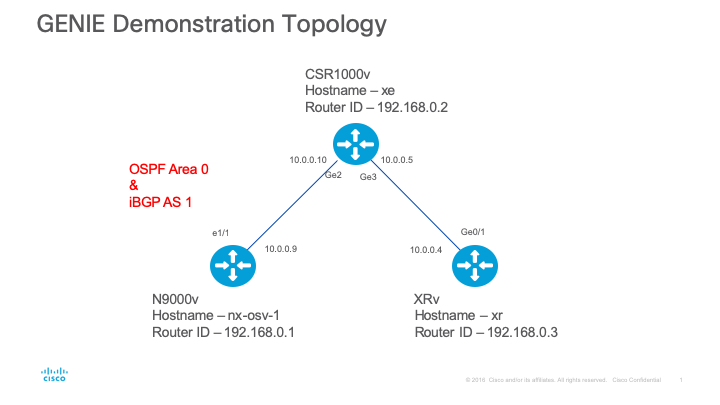 GENIE Demonstration Topology
CSR1000v
Hostname – xe
Router ID – 192.168.0.2
10.0.0.10
10.0.0.5
Ge2
Ge3
OSPF Area 0
&
iBGP AS 1
e1/1
10.0.0.9
Ge0/1
10.0.0.4
N9000v
Hostname – nx-osv-1
Router ID – 192.168.0.1
XRv
Hostname – xr
Router ID – 192.168.0.3
CISCO
© 2016 Cisco and/or its affiliates. All rights reserved. Cisco Confidential
1